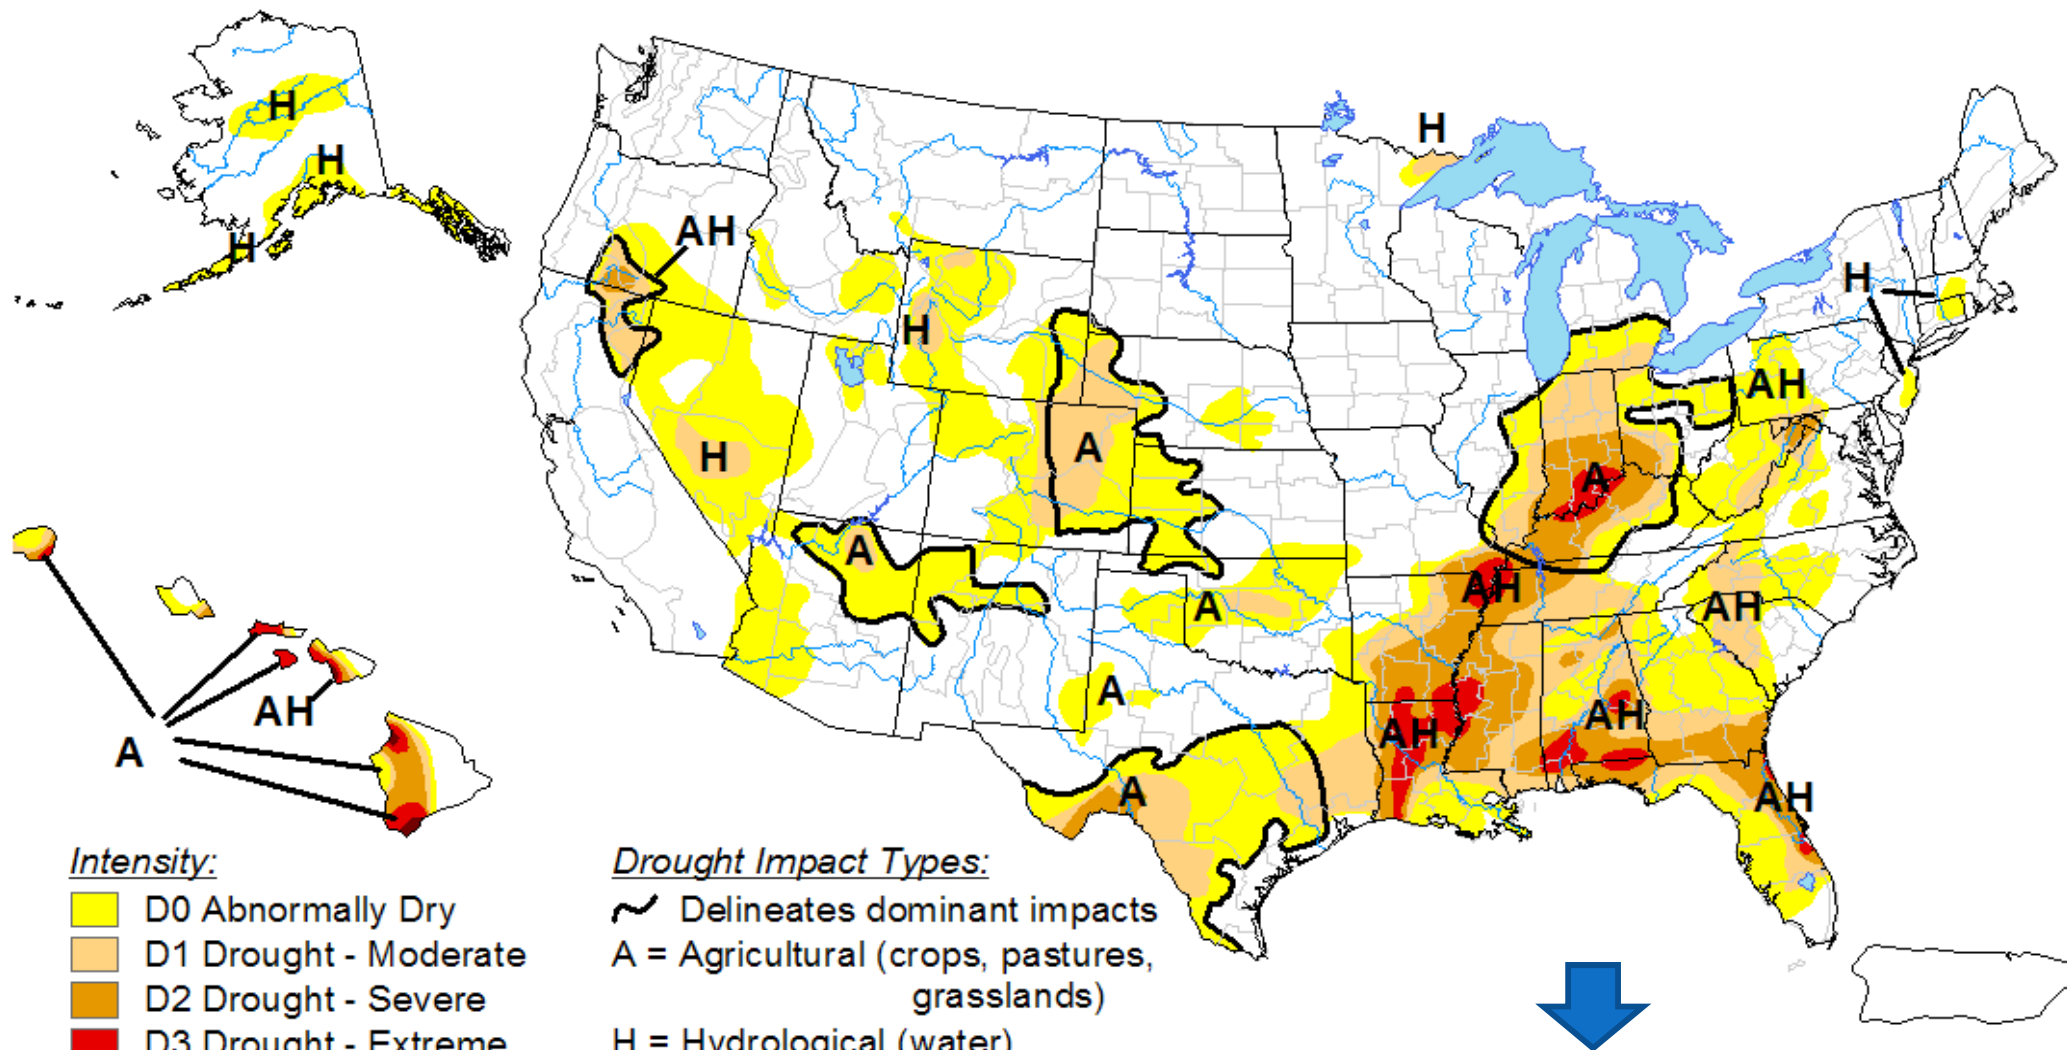 H
H
H
H
AH
H
H
AH
H
A
H
A
A
A
AH
AH
A
AH
A
AH
AH
A
A
AH
Intensity:
D0 Abnormally Dry
D1 Drought - Moderate
D2 Drought - Severe
D3 Drought - Extreme
Drought Impact Types:
Delineates dominant impacts
A = Agricultural (crops, pastures,
grasslands)
H = Hydrological (water)